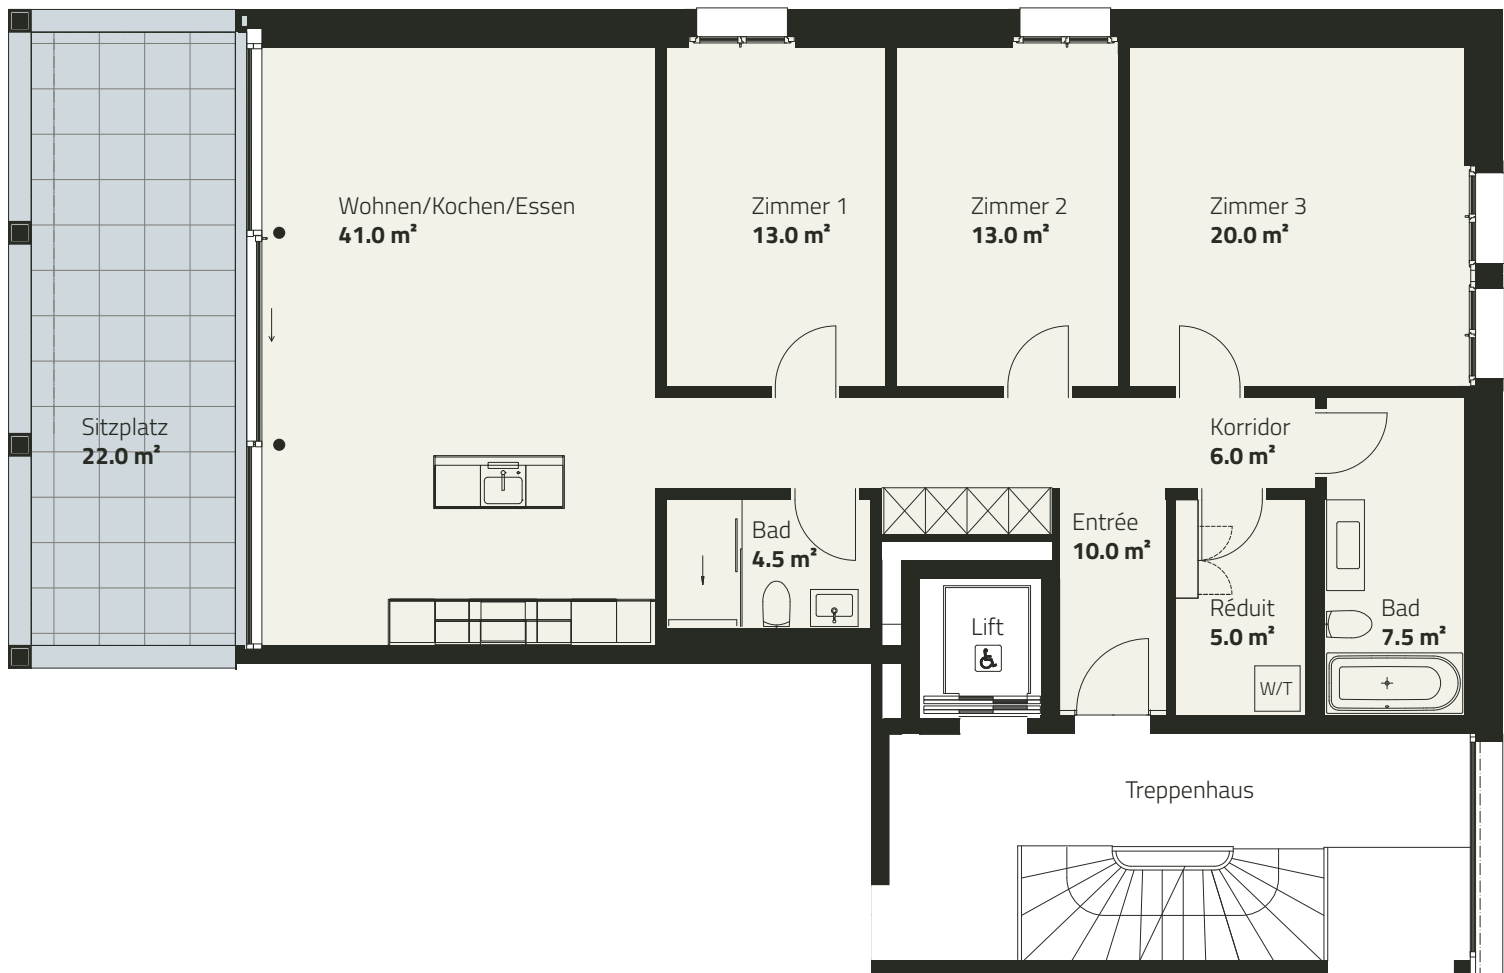 Wohnen/Kochen/Essen
41.0 m²
Zimmer 1
13.0 m²
Zimmer 2
13.0 m²
Zimmer 3
20.0 m²
Sitzplatz
22.0 m²
Korridor
6.0 m²
Bad
4.5 m²
Entrée
10.0 m²
Réduit
5.0 m²
Bad
7.5 m²
Lift
W/T
Treppenhaus